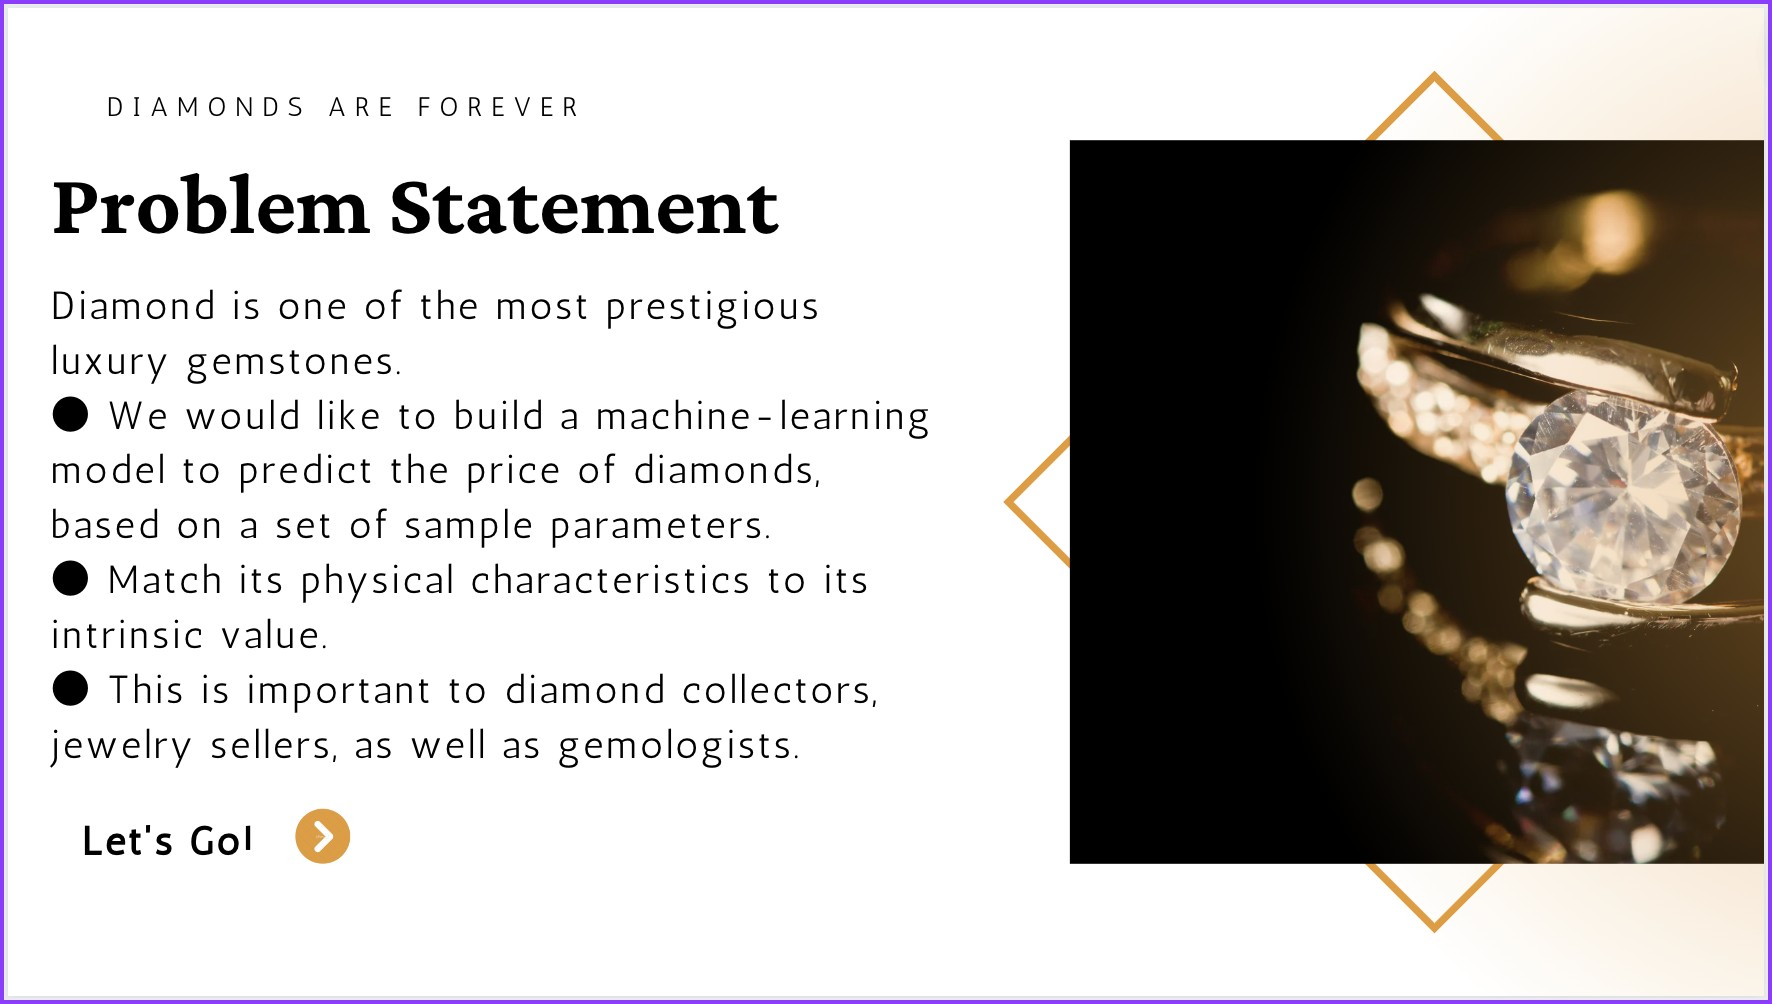 DIAMONDS ARE FOREVER
Problem Statement
Diamond is one of the most prestigious
luxury gemstones.
● We would like to build a machine-learning
model to predict the price of diamonds,
based on a set of sample parameters.
● Match its physical characteristics to its
intrinsic value.
● This is important to diamond collectors,
jewelry sellers, as well as gemologists.
Let's Go!